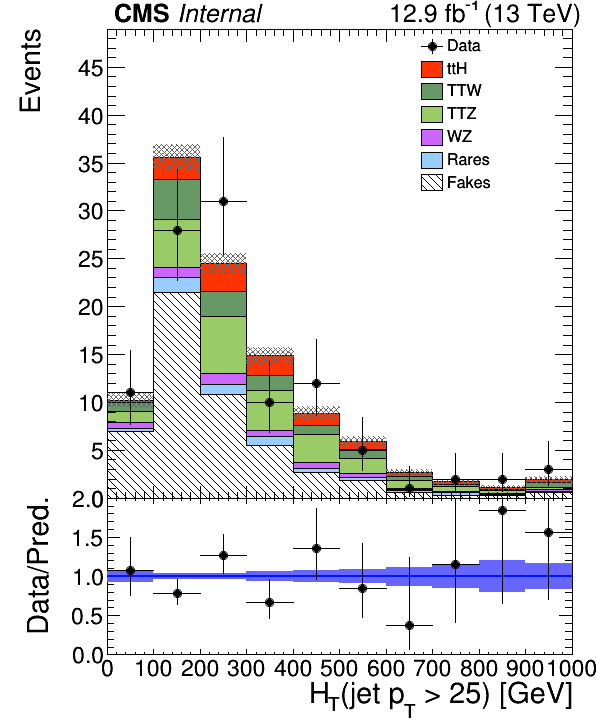 CMS Internal 12.9 fb⁻¹ (13 TeV)
Events
45
40
35
30
25
20
15
10
5
Data
ttH
TTW
TTZ
WZ
Rares
Fakes
Data/Pred.
2.0
1.5
1.0
0.5
0.0
0 100 200 300 400 500 600 700 800 900 1000
H_T(jet p_T > 25) [GeV]